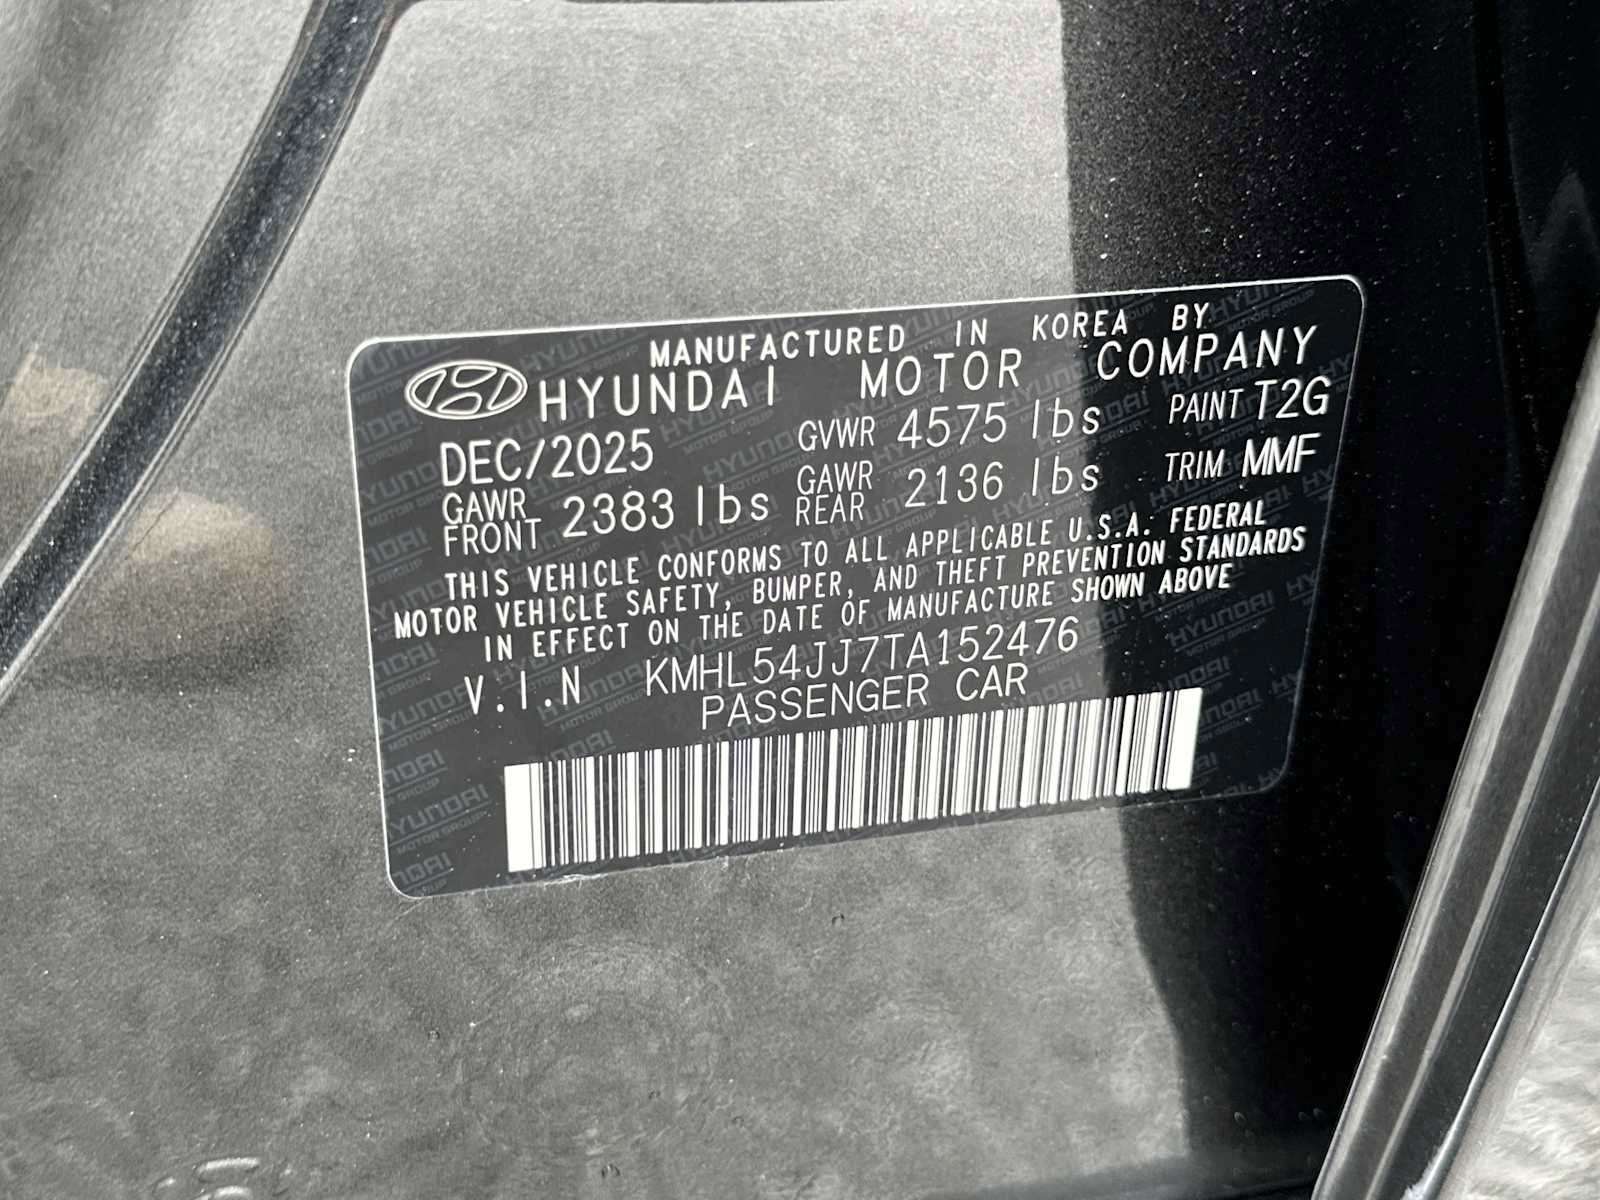 MANUFACTURED IN KOREA BY
HYUNDAI MOTOR COMPANY
DEC/2025 GVWR 4575 lbs PAINT T2G
GAWR FRONT 2383 lbs GAWR REAR 2136 lbs TRIM MMF
THIS VEHICLE CONFORMS TO ALL APPLICABLE U.S.A. FEDERAL
MOTOR VEHICLE SAFETY, BUMPER, AND THEFT PREVENTION STANDARDS
IN EFFECT ON THE DATE OF MANUFACTURE SHOWN ABOVE
V.I.N KMHL54JJ7TA152476
PASSENGER CAR